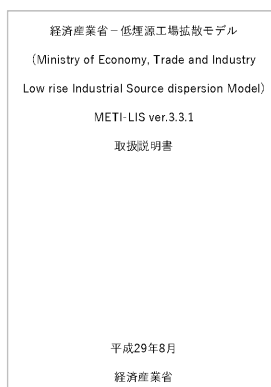 経済産業省－低煙源工場拡散モデル
(Ministry of Economy, Trade and Industry
Low rise Industrial Source dispersion Model)
METI-LIS ver.3.3.1
取扱説明書
平成29年8月
経済産業省